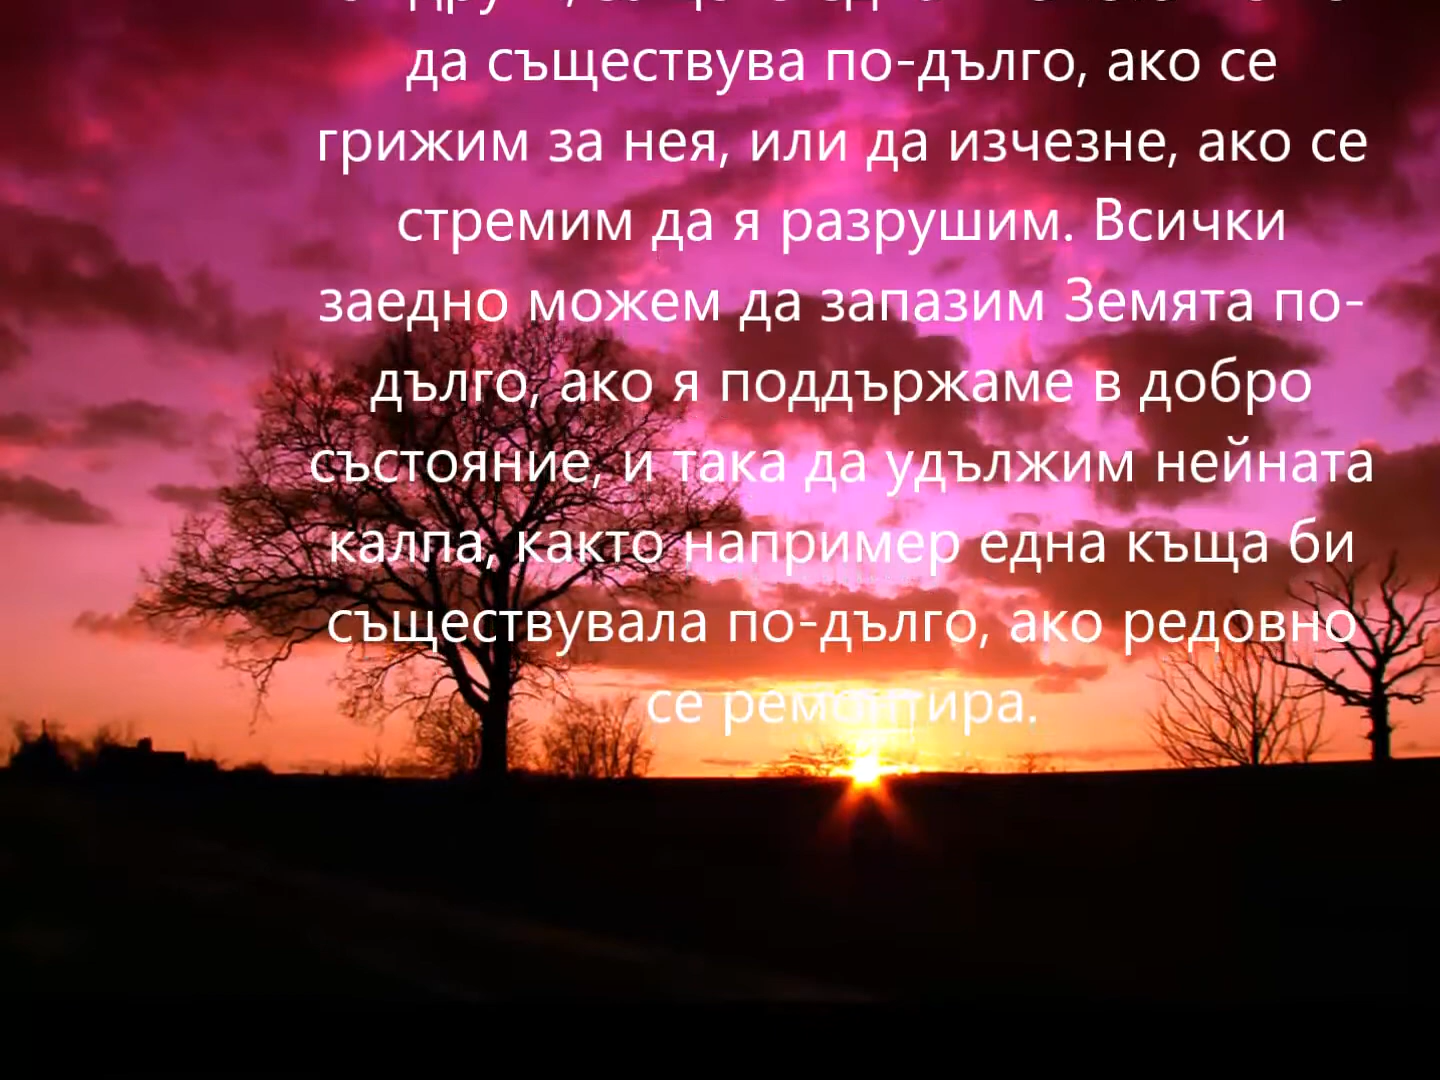 да съществува по-дълго, ако се
грижим за нея, или да изчезне, ако се
стремим да я разрушим. Всички
заедно можем да запазим Земята по-
дълго, ако я поддържаме в добро
състояние, и така да удължим нейната
калпа, както например една къща би
съществувала по-дълго, ако редовно
се ремонтира.